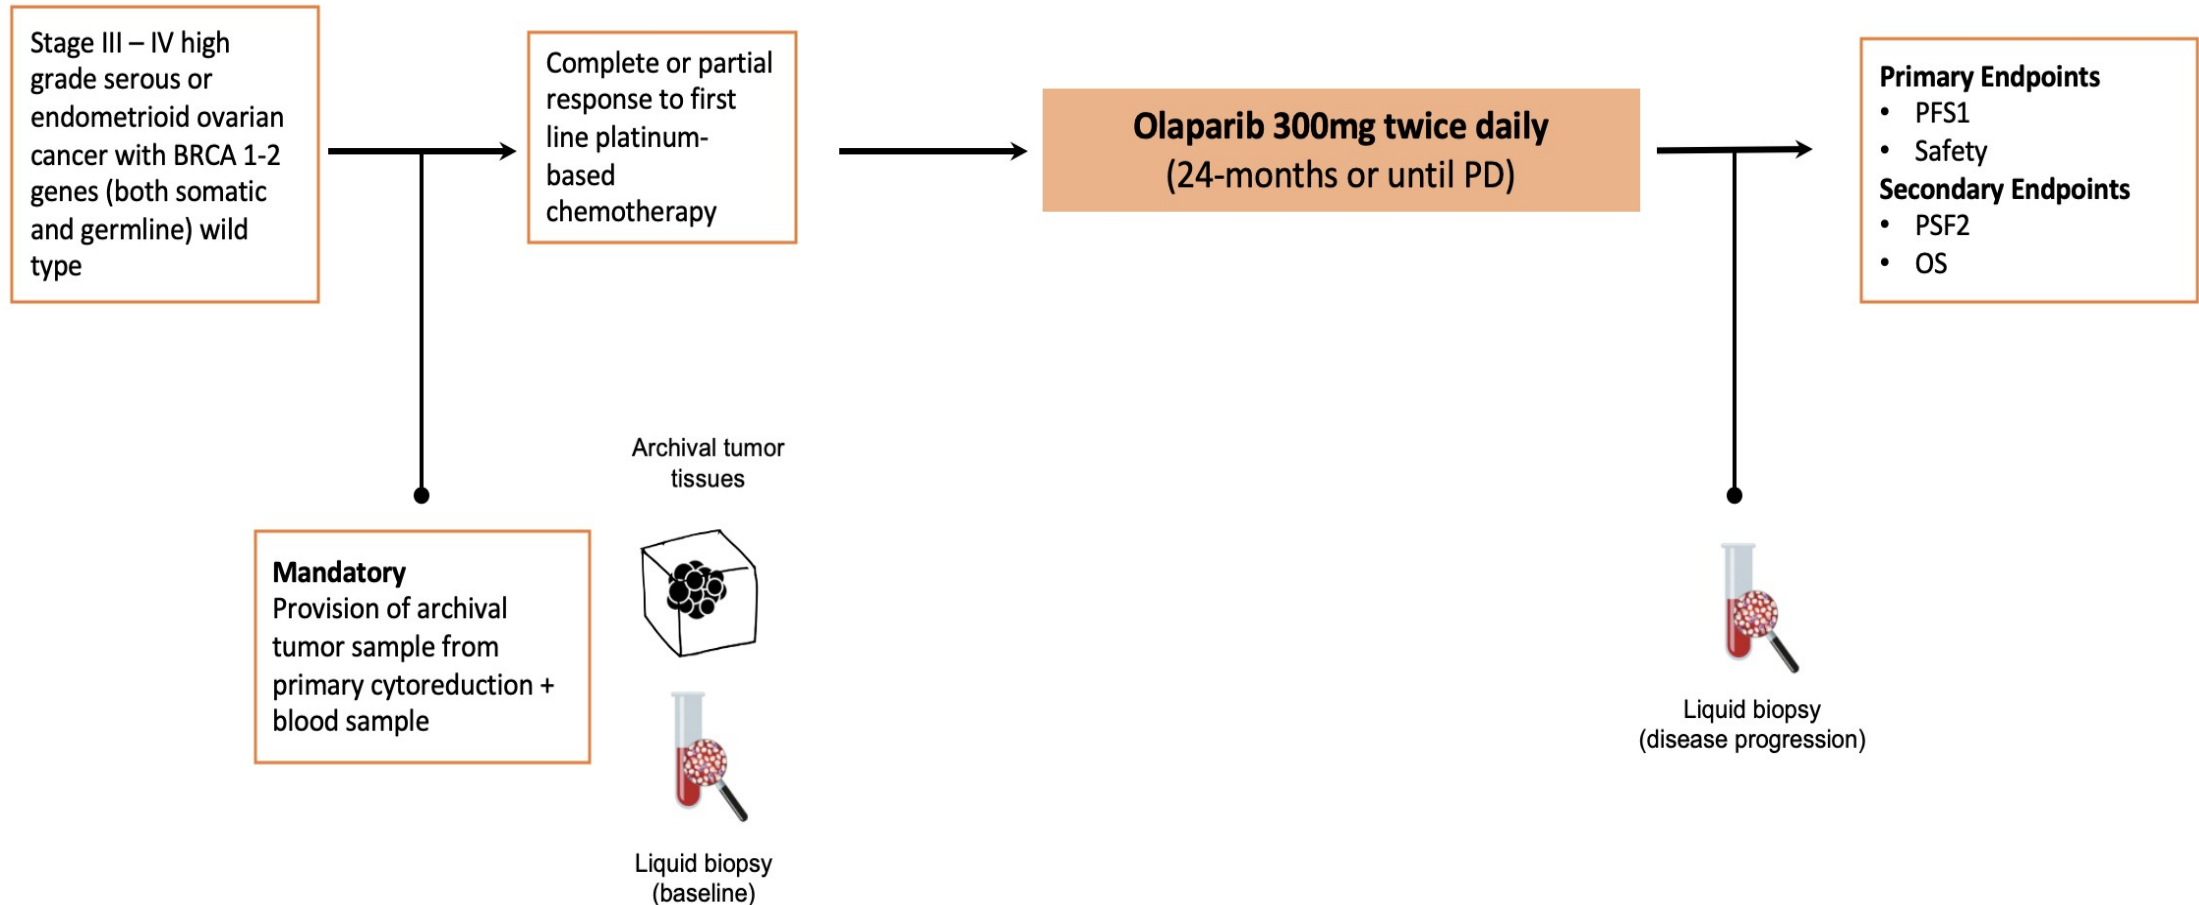 Stage III – IV high
grade serous or
endometrioid ovarian
cancer with BRCA 1-2
genes (both somatic
and germline) wild
type
Complete or partial
response to first
line platinum-
based
chemotherapy
Olaparib 300mg twice daily
(24-months or until PD)
Primary Endpoints
• PFS1
• Safety
Secondary Endpoints
• PSF2
• OS
Mandatory
Provision of archival
tumor sample from
primary cytoreduction +
blood sample
Archival tumor
tissues
Liquid biopsy
(baseline)
Liquid biopsy
(disease progression)